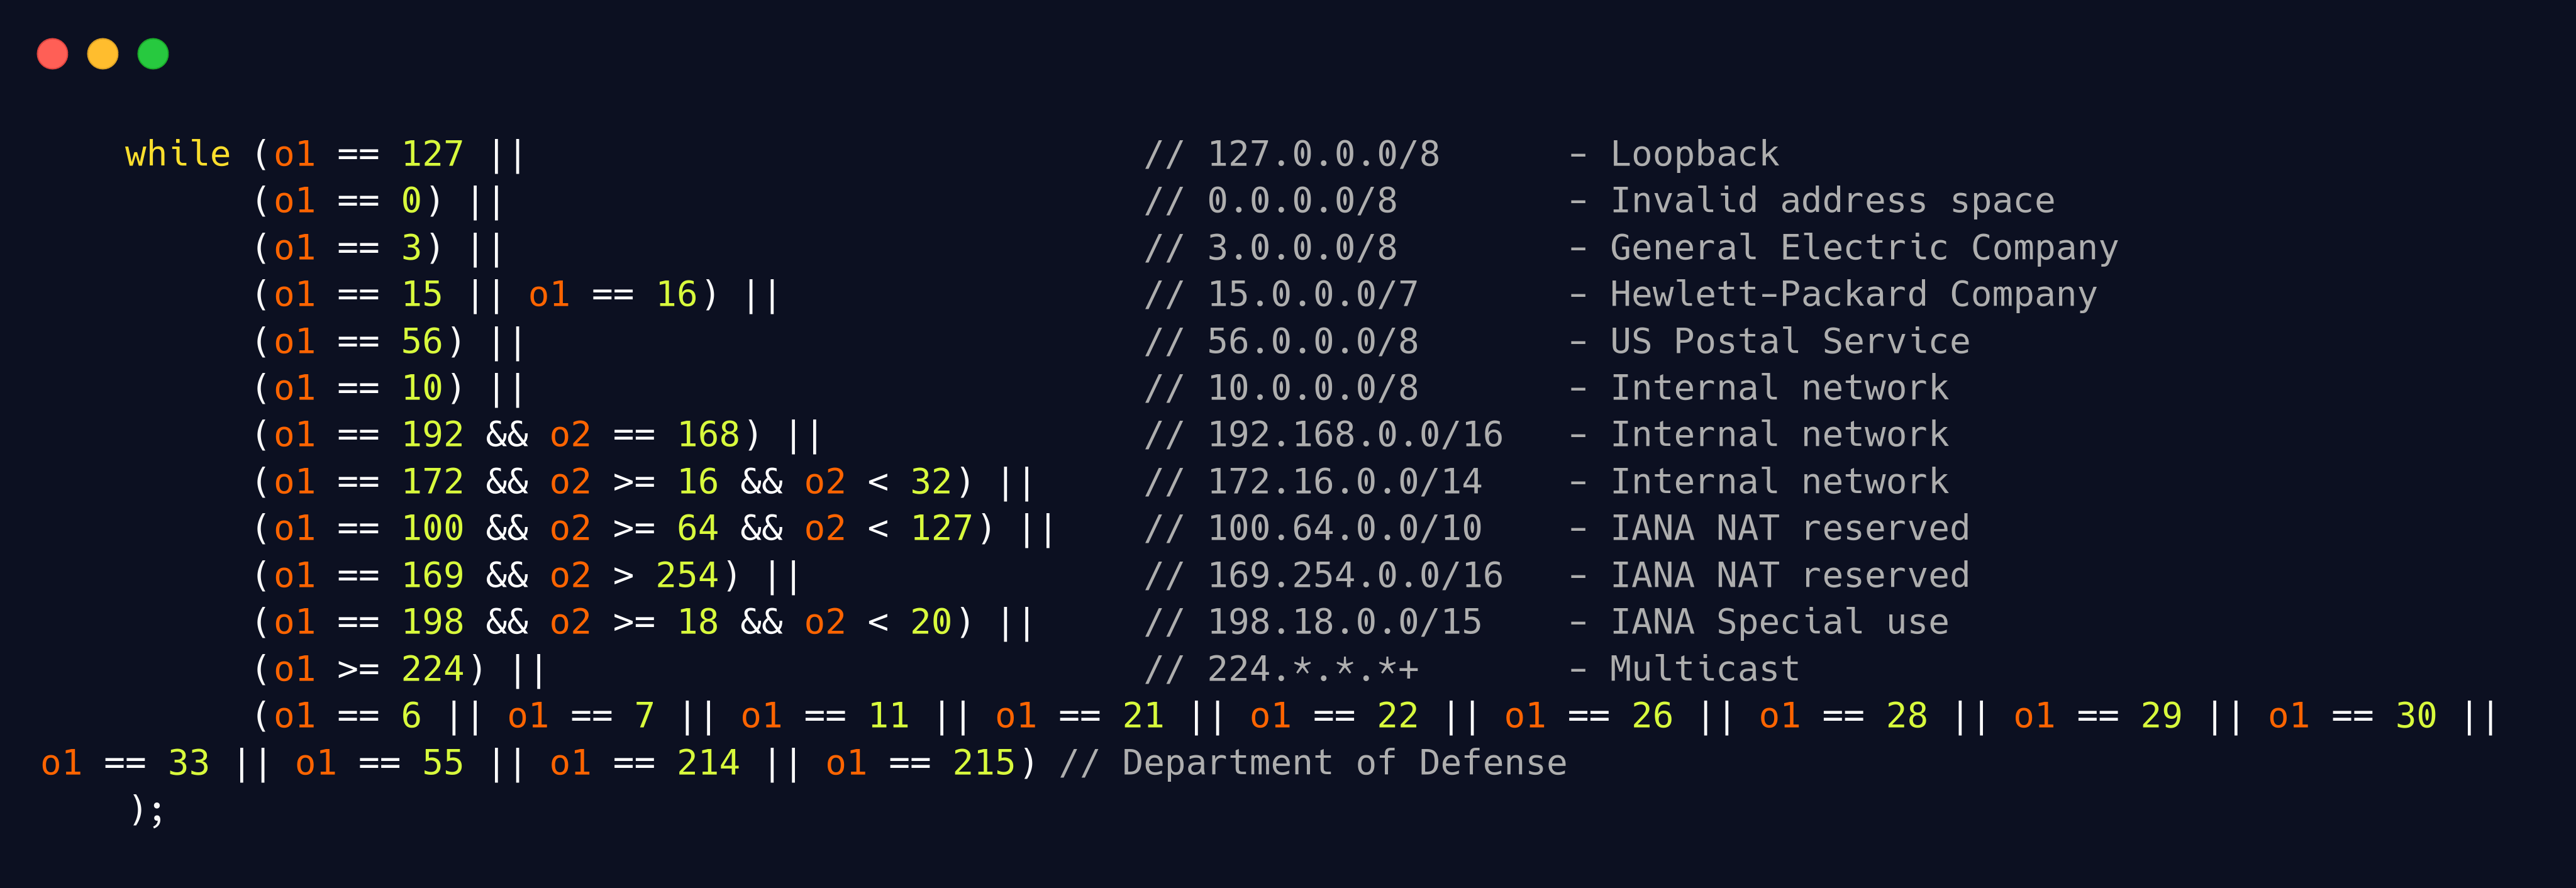 while (o1 == 127 || // 127.0.0.0/8 - Loopback
(o1 == 0) || // 0.0.0.0/8 - Invalid address space
(o1 == 3) || // 3.0.0.0/8 - General Electric Company
(o1 == 15 || o1 == 16) || // 15.0.0.0/7 - Hewlett-Packard Company
(o1 == 56) || // 56.0.0.0/8 - US Postal Service
(o1 == 10) || // 10.0.0.0/8 - Internal network
(o1 == 192 && o2 == 168) || // 192.168.0.0/16 - Internal network
(o1 == 172 && o2 >= 16 && o2 < 32) || // 172.16.0.0/14 - Internal network
(o1 == 100 && o2 >= 64 && o2 < 127) || // 100.64.0.0/10 - IANA NAT reserved
(o1 == 169 && o2 > 254) || // 169.254.0.0/16 - IANA NAT reserved
(o1 == 198 && o2 >= 18 && o2 < 20) || // 198.18.0.0/15 - IANA Special use
(o1 >= 224) || // 224.*.*.*+ - Multicast
(o1 == 6 || o1 == 7 || o1 == 11 || o1 == 21 || o1 == 22 || o1 == 26 || o1 == 28 || o1 == 29 || o1 == 30 ||
o1 == 33 || o1 == 55 || o1 == 214 || o1 == 215) // Department of Defense
);